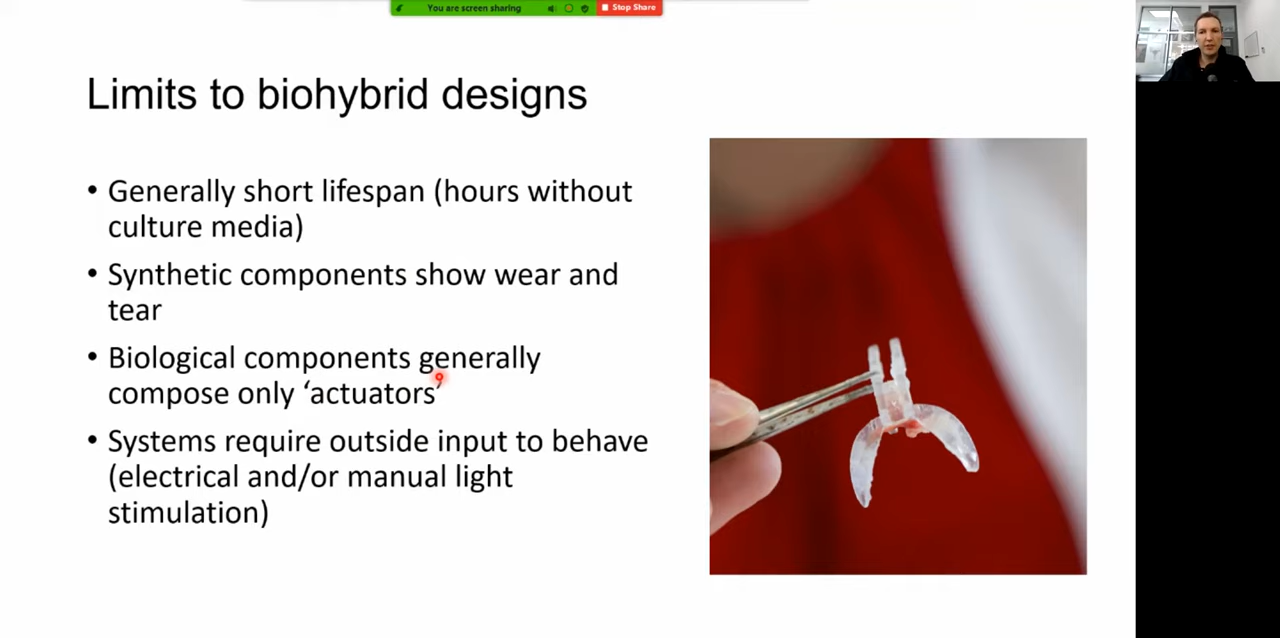 You are screen sharing
Stop Share
Limits to biohybrid designs
• Generally short lifespan (hours without
culture media)
• Synthetic components show wear and
tear
• Biological components generally
compose only ‘actuators’
• Systems require outside input to behave
(electrical and/or manual light
stimulation)